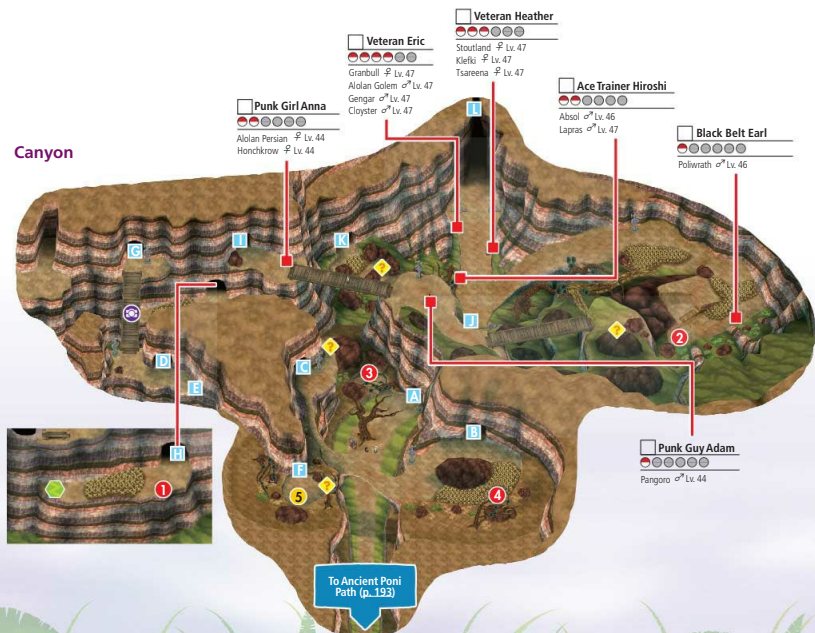 Veteran Heather
Stoutland ♀ Lv. 47
Klefki ♀ Lv. 47
Tsareena ♀ Lv. 47
Veteran Eric
Granbull ♀ Lv. 47
Alolan Golem ♂ Lv. 47
Gengar ♂ Lv. 47
Cloyster ♂ Lv. 47
Ace Trainer Hiroshi
Absol ♂ Lv. 46
Lapras ♂ Lv. 47
Punk Girl Anna
Alolan Persian ♀ Lv. 44
Honchkrow ♀ Lv. 44
Black Belt Earl
Poliwrath ♂ Lv. 46
Canyon
L
G
I
K
?
J
?
2
D
E
C
?
3
A
B
H
1
F
5
?
4
Punk Guy Adam
Pangoro ♂ Lv. 44
To Ancient Poni
Path (p. 193)